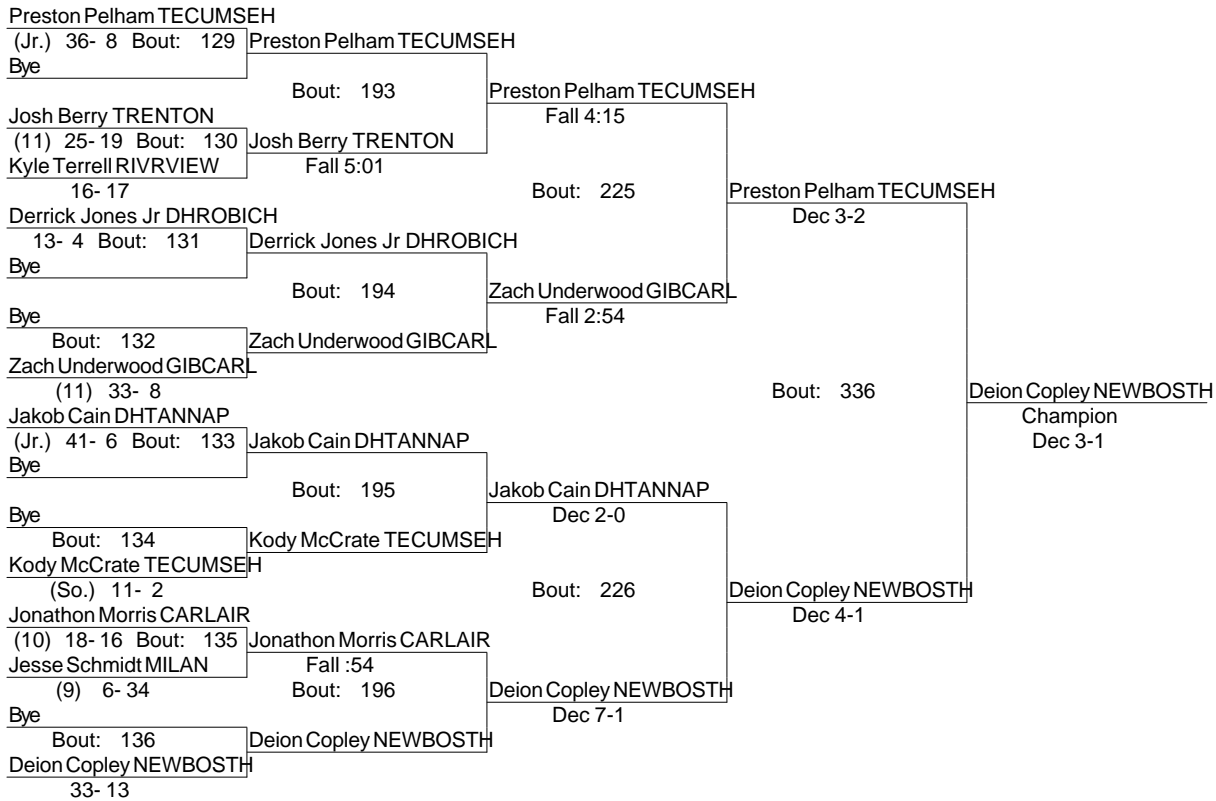 Preston Pelham TECUMSEH
(Jr.) 36- 8 Bout: 129 Preston Pelham TECUMSEH
Bye
Bout: 193 Preston Pelham TECUMSEH
Josh Berry TRENTON Fall 4:15
(11) 25- 19 Bout: 130 Josh Berry TRENTON
Kyle Terrell RIVRVIEW Fall 5:01
16- 17 Bout: 225 Preston Pelham TECUMSEH
Derrick Jones Jr DHROBICH Dec 3-2
13- 4 Bout: 131 Derrick Jones Jr DHROBICH
Bye
Bout: 194 Zach Underwood GIBCARL
Bye Fall 2:54
Bout: 132 Zach Underwood GIBCARL
Zach Underwood GIBCARL
(11) 33- 8 Bout: 336 Deion Copley NEWBOSTH
Jakob Cain DHTANNAP Champion
(Jr.) 41- 6 Bout: 133 Jakob Cain DHTANNAP Dec 3-1
Bye
Bout: 195 Jakob Cain DHTANNAP
Bye Dec 2-0
Bout: 134 Kody McCrate TECUMSEH
Kody McCrate TECUMSEH
(So.) 11- 2 Bout: 226 Deion Copley NEWBOSTH
Jonathon Morris CARLAIR Dec 4-1
(10) 18- 16 Bout: 135 Jonathon Morris CARLAIR
Jesse Schmidt MILAN Fall :54
(9) 6- 34 Bout: 196 Deion Copley NEWBOSTH
Bye Dec 7-1
Bout: 136 Deion Copley NEWBOSTH
Deion Copley NEWBOSTH
33- 13